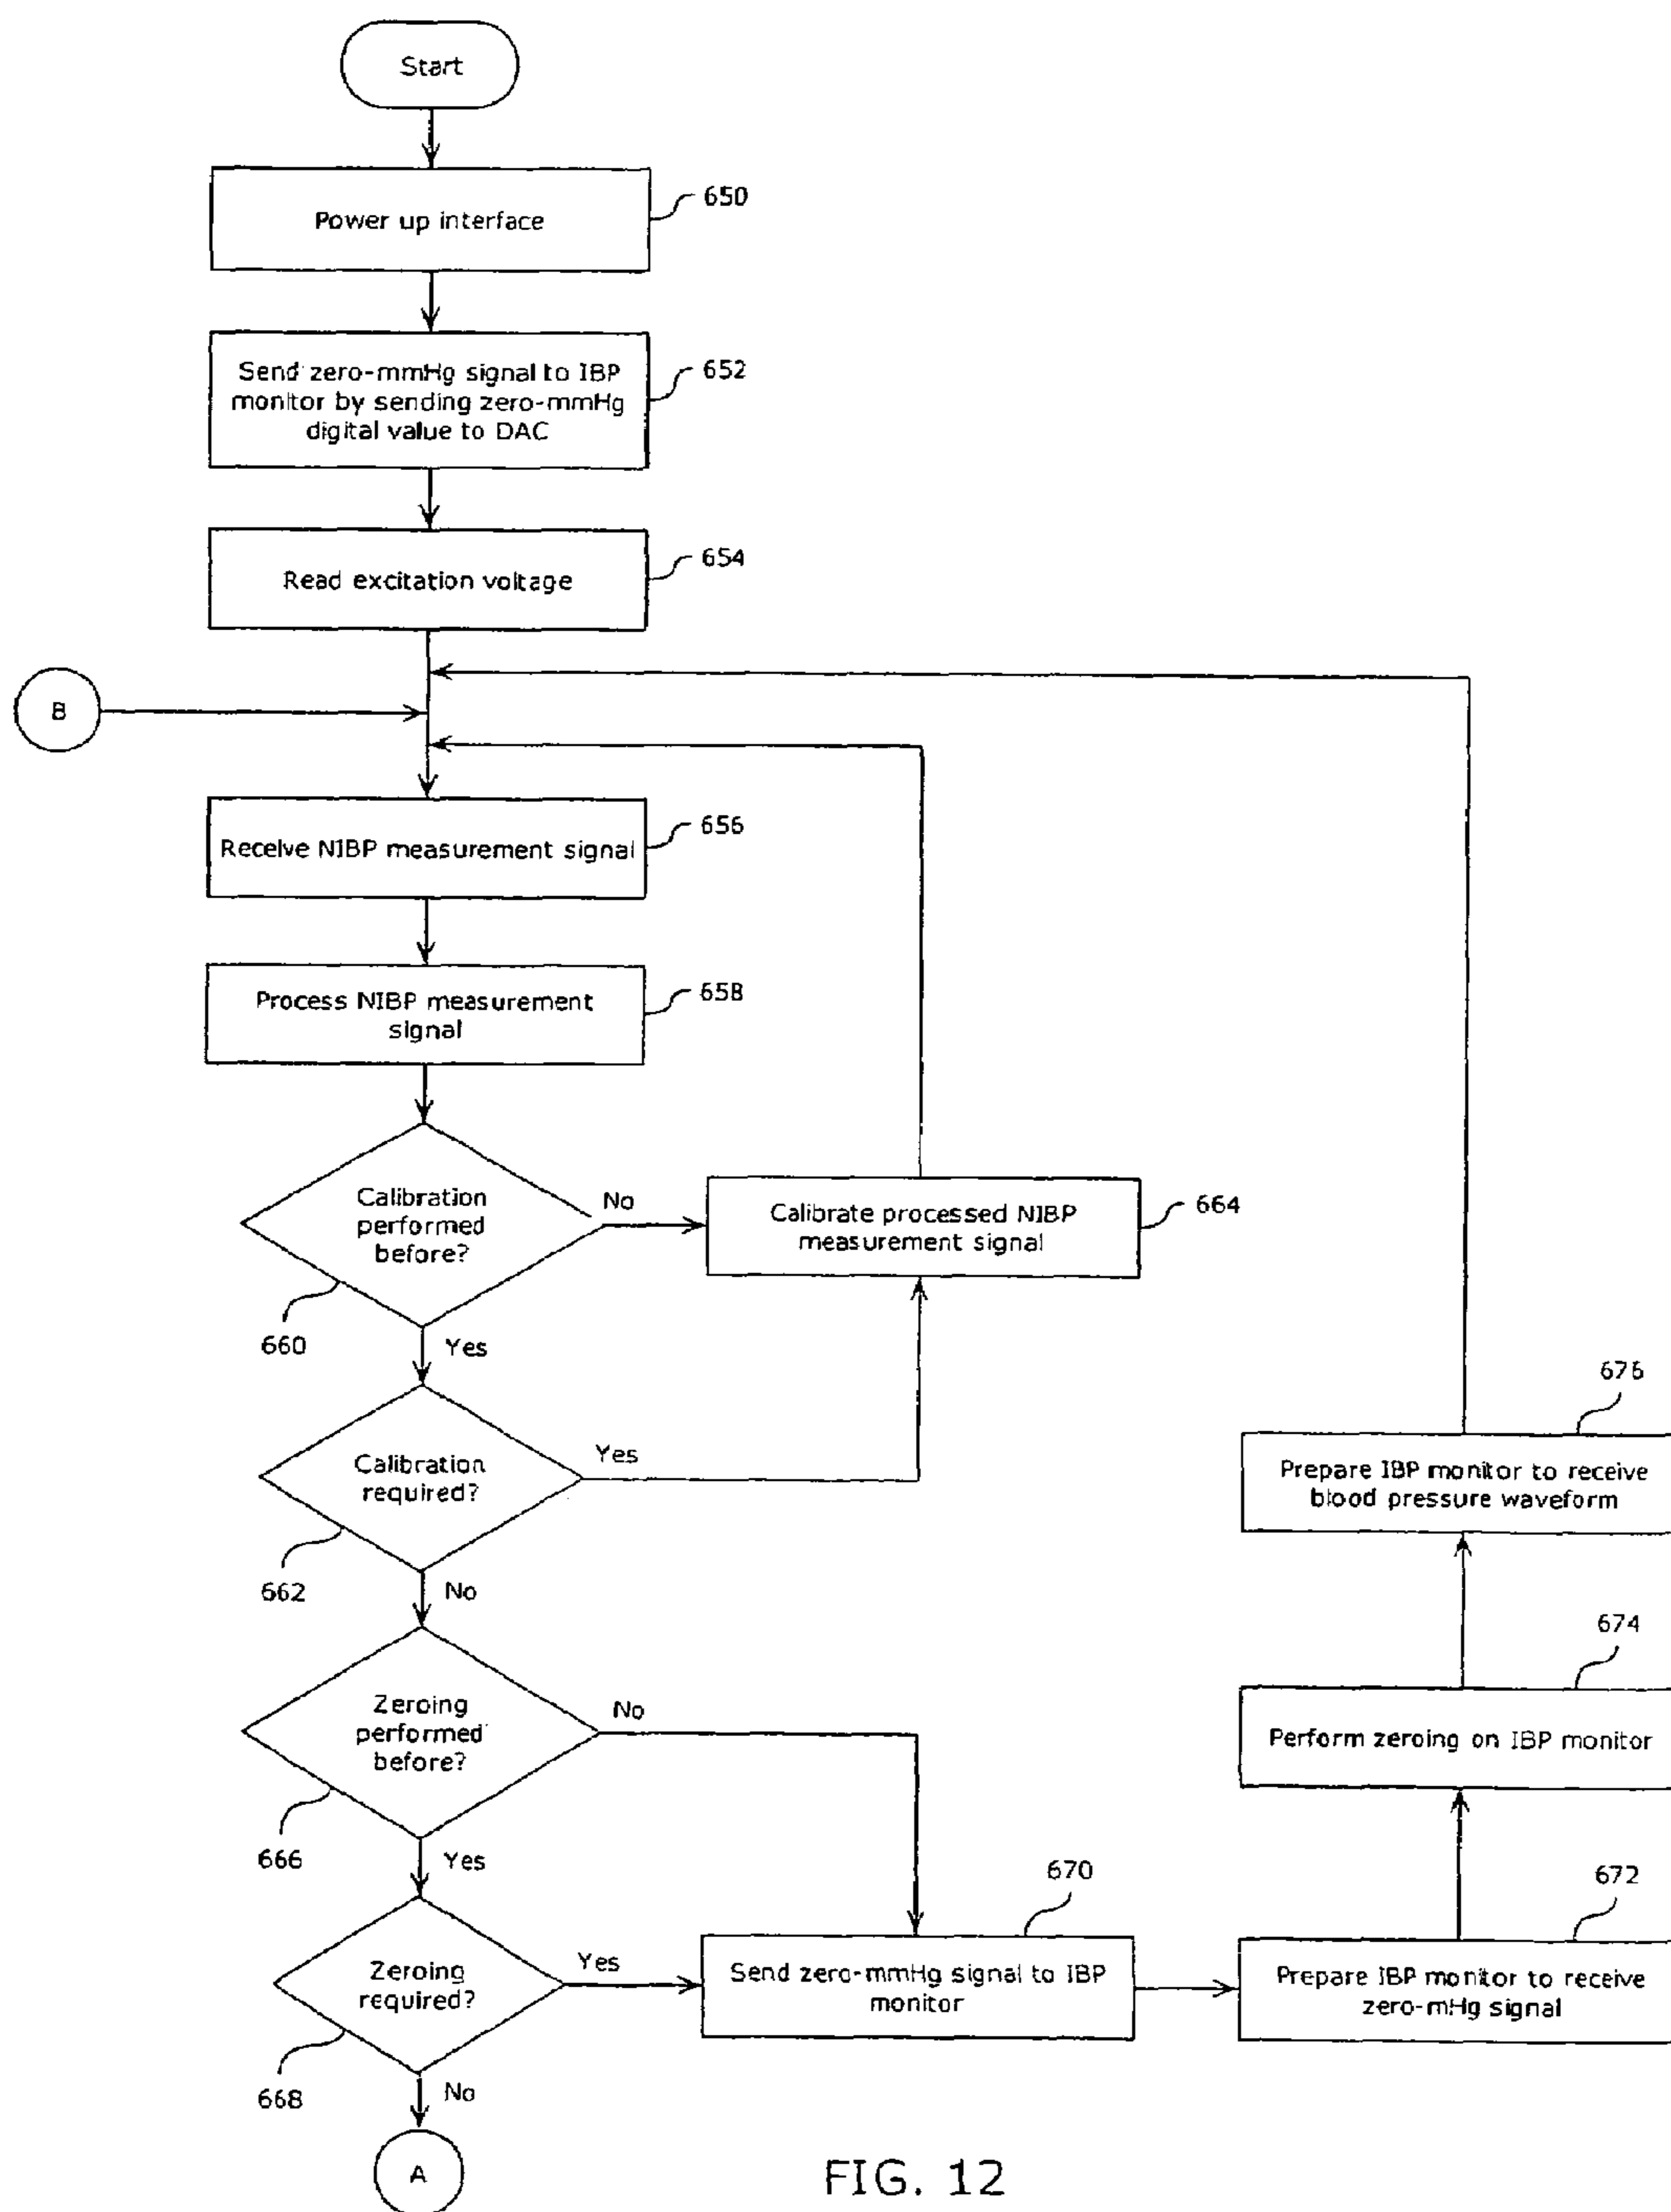 Start
Power up interface
650
Send zero-mmHg signal to IBP
monitor by sending zero-mmHg
digital value to DAC
652
Read excitation voltage
654
B
Receive NIBP measurement signal
656
Process NIBP measurement
signal
658
Calibration
performed
before?
No
660
Yes
Calibrate processed NIBP
measurement signal
664
Calibration
required?
Yes
662
No
Zeroing
performed
before?
No
666
Yes
Zeroing
required?
Yes
668
No
A
Send zero-mmHg signal to IBP
monitor
670
Prepare IBP monitor to receive
zero-mHg signal
672
Perform zeroing on IBP monitor
674
Prepare IBP monitor to receive
blood pressure waveform
676
FIG. 12